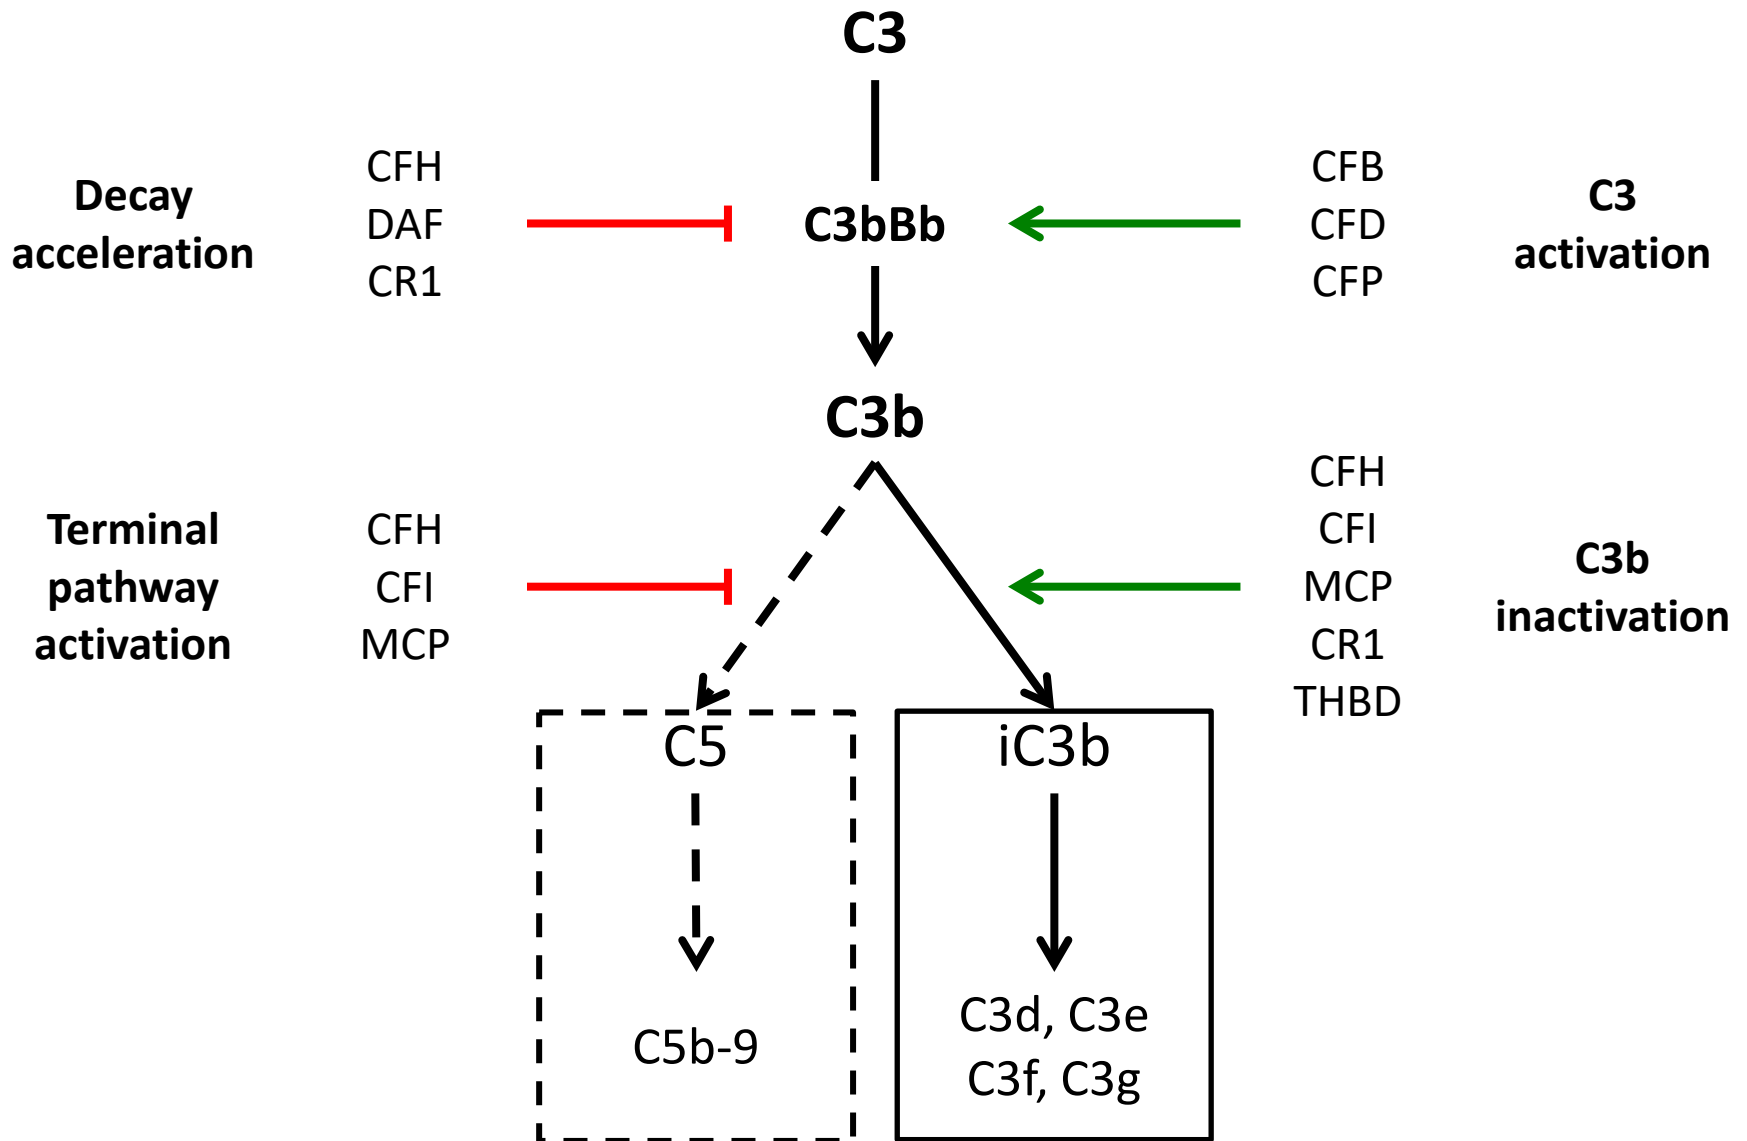 C3
Decay
acceleration
CFH
DAF
CR1
C3bBb
CFB
CFD
CFP
C3
activation
C3b
Terminal
pathway
activation
CFH
CFI
MCP
CFH
CFI
MCP
CR1
THBD
C3b
inactivation
C5
C5b-9
iC3b
C3d, C3e
C3f, C3g